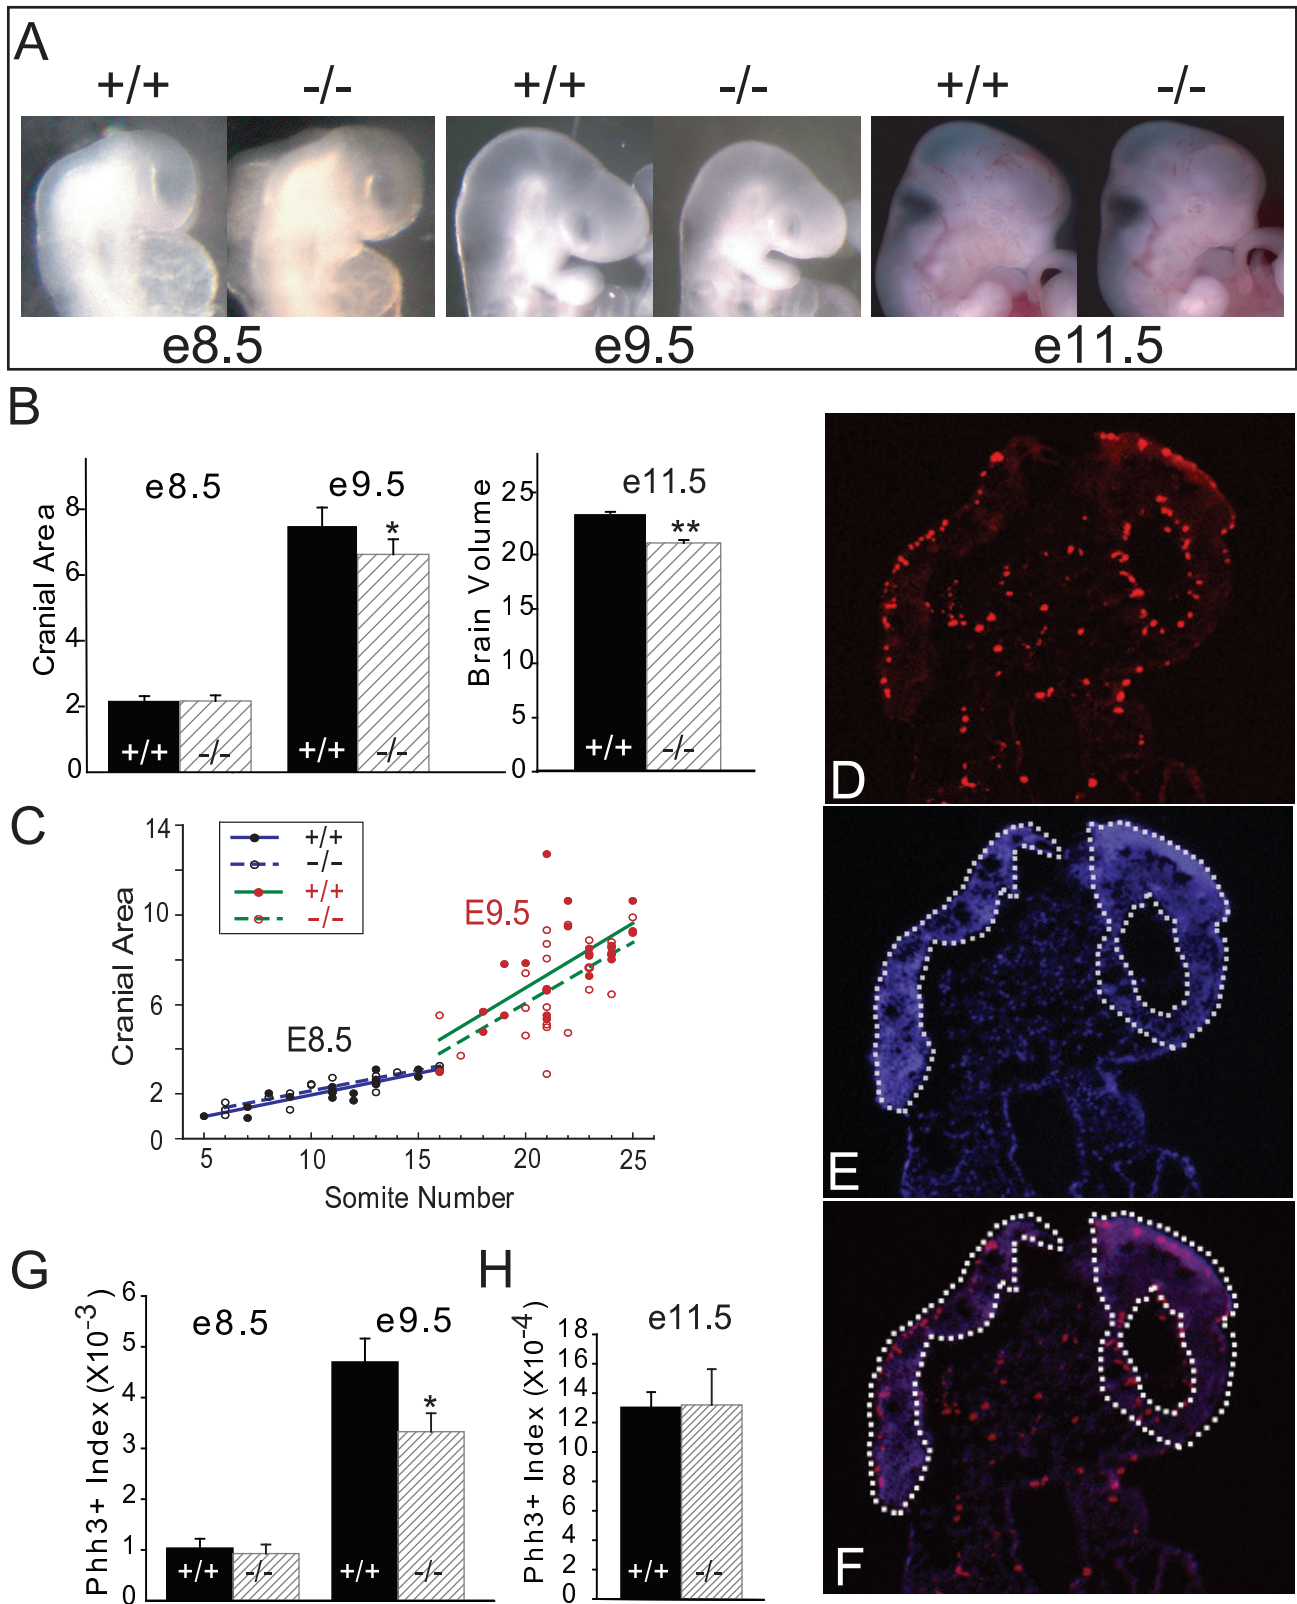 A
+/+ -/- +/+ -/- +/+ -/-
e8.5 e9.5 e11.5
B
Cranial Area
8
6
4
2
0
e8.5 e9.5
*
+/+ -/- +/+ -/-
Brain Volume
25
20
15
10
5
0
e11.5
**
+/+ -/-
C
Cranial Area
14
10
6
2
0
+/+
-/-
+/+
-/-
E9.5
E8.5
5 10 15 20 25
Somite Number
D
E
F
G
Phh3+ Index (X10-3)
6
5
4
3
2
1
0
e8.5 e9.5
*
+/+ -/- +/+ -/-
H
Phh3+ Index (X10-4)
18
16
14
12
10
8
6
4
2
0
e11.5
+/+ -/-